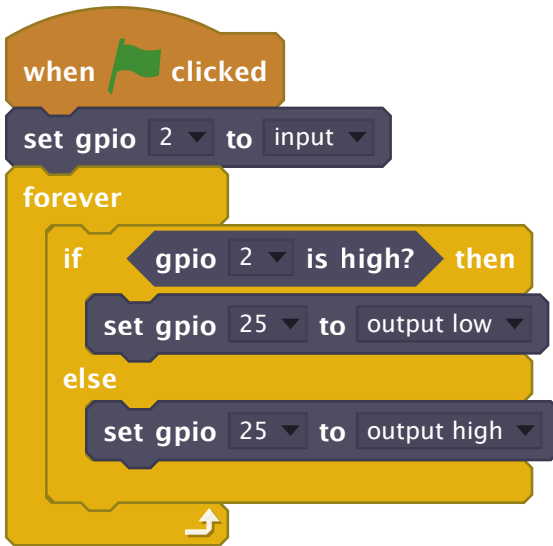 when clicked
set gpio 2 to input
forever
if gpio 2 is high? then
set gpio 25 to output low
else
set gpio 25 to output high